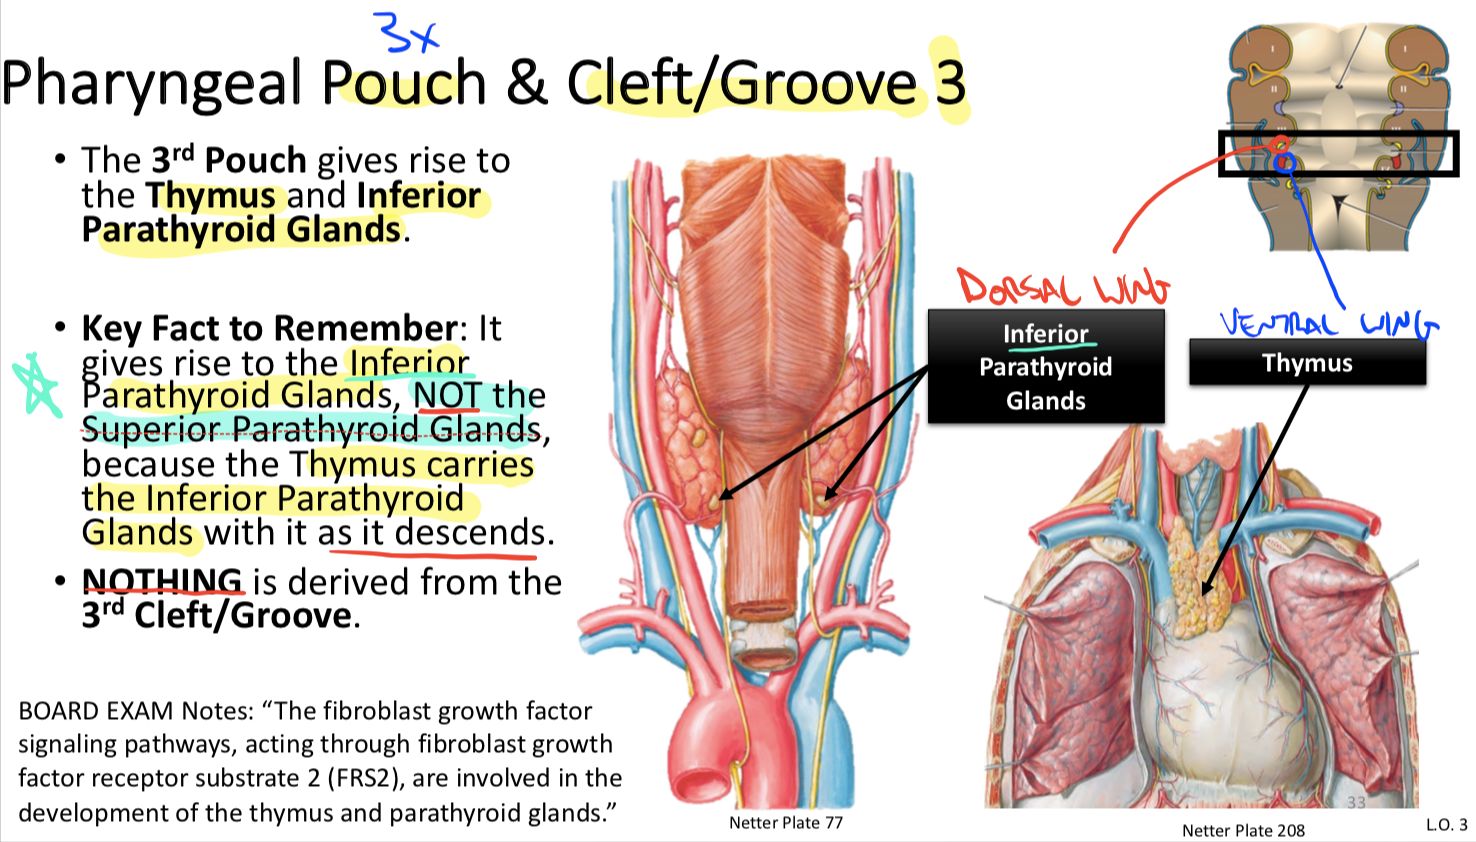 3x
Pharyngeal Pouch & Cleft/Groove 3
• The 3rd Pouch gives rise to
the Thymus and Inferior
Parathyroid Glands.
• Key Fact to Remember: It
gives rise to the Inferior
Parathyroid Glands, NOT the
Superior Parathyroid Glands,
because the Thymus carries
the Inferior Parathyroid
Glands with it as it descends.
• NOTHING is derived from the
3rd Cleft/Groove.
BOARD EXAM Notes: “The fibroblast growth factor
signaling pathways, acting through fibroblast growth
factor receptor substrate 2 (FRS2), are involved in the
development of the thymus and parathyroid glands.”
I
I
II
II
DORSAL WING
Inferior
Parathyroid
Glands
VENTRAL WING
Thymus
Netter Plate 77
33
Netter Plate 208
L.O. 3